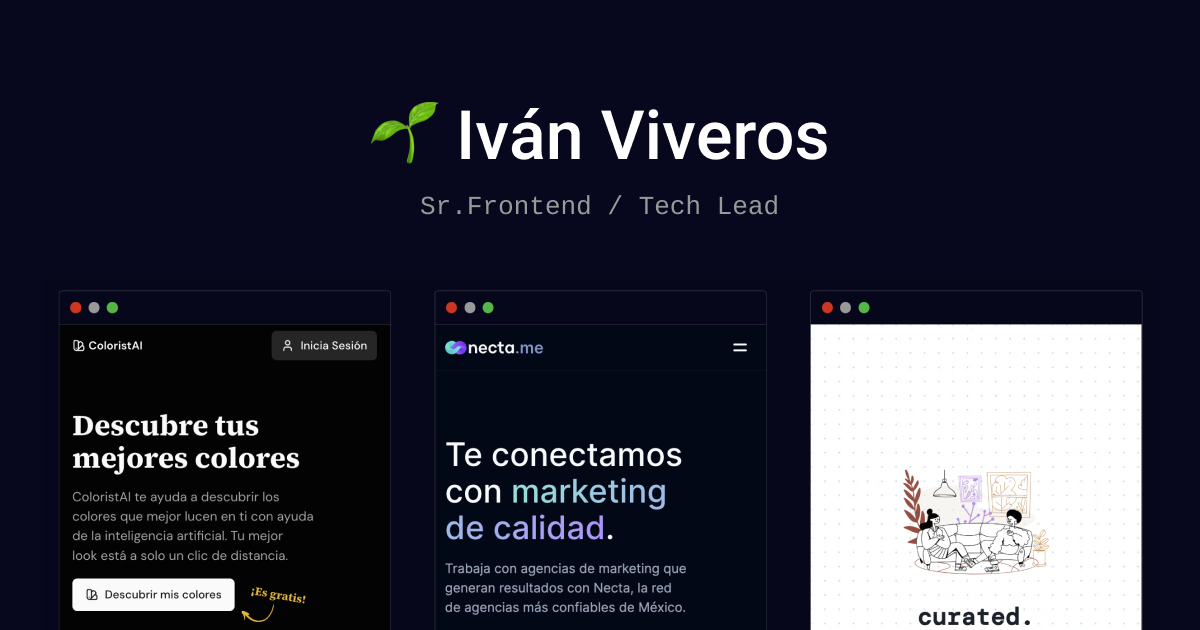 Iván Viveros
Sr.Frontend / Tech Lead
ColoristAI
Inicia Sesión
Descubre tus
mejores colores
ColoristAI te ayuda a descubrir los
colores que mejor lucen en ti con ayuda
de la inteligencia artificial. Tu mejor
look está a solo un clic de distancia.
Descubrir mis colores
¡Es gratis!
necta.me
Te conectamos
con marketing
de calidad.
Trabaja con agencias de marketing que
generan resultados con Necta, la red
de agencias más confiables de México.
curated.